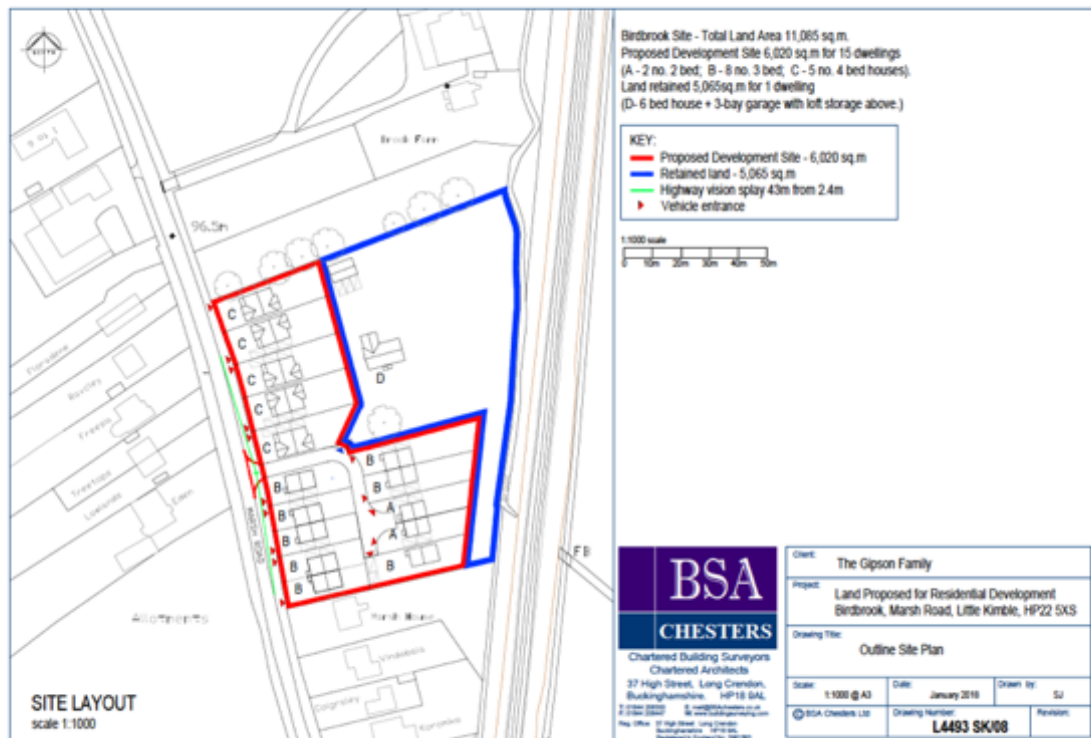 Birdbrook Site - Total Land Area 11,085 sq.m.
Proposed Development Site 6,020 sq.m for 15 dwellings
(A - 2 no. 2 bed; B - 8 no. 3 bed; C - 5 no. 4 bed houses).
Land retained 5,065sq.m for 1 dwelling
(D- 6 bed house + 3-bay garage with loft storage above.)
KEY:
Proposed Development Site - 6,020 sq.m
Retained land - 5,065 sq.m
Highway vision splay 43m from 2.4m
Vehicle entrance
1:1000 scale
0 10m 20m 30m 40m 50m
Brook Farm
96.5m
C
C
C
C
C
D
B
B
B
B
B
B
B
A
A
B
Treetops
Eden
Marsh Road
FB
Allotments
Marsh House
SITE LAYOUT
scale 1:1000
BSA
CHESTERS
Chartered Building Surveyors
Chartered Architects
37 High Street, Long Crendon,
Buckinghamshire. HP18 9AL
Client:
The Gipson Family
Project:
Land Proposed for Residential Development
Birdbrook, Marsh Road, Little Kimble, HP22 5XS
Drawing Title:
Outline Site Plan
Scale:
1:1000 @ A3
Date:
January 2018
Drawn by:
SJ
© BSA Chesters Ltd
Drawing Number:
L4493 SK/08
Revision: